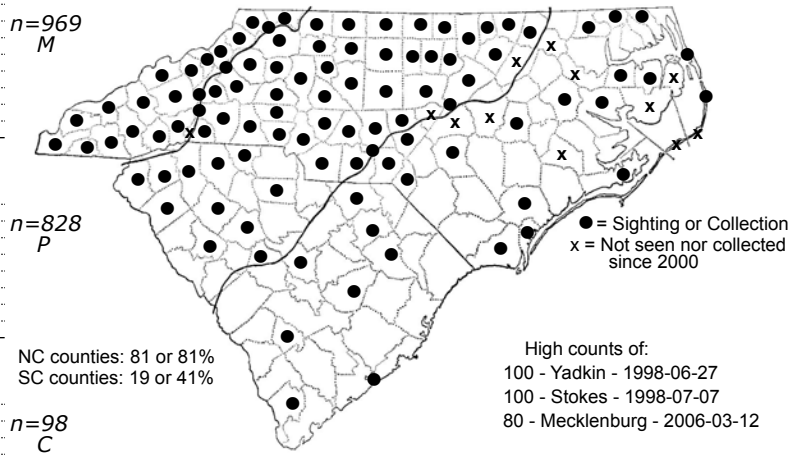 n=969
M
n=828
P
n=98
C
● = Sighting or Collection
x = Not seen nor collected
since 2000
NC counties: 81 or 81%
SC counties: 19 or 41%
High counts of:
100 - Yadkin - 1998-06-27
100 - Stokes - 1998-07-07
80 - Mecklenburg - 2006-03-12